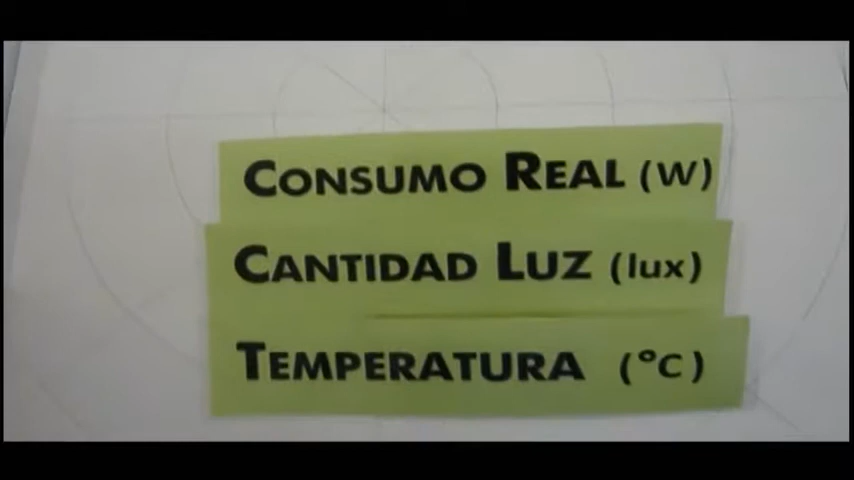 CONSUMO REAL (W)
CANTIDAD LUZ (lux)
TEMPERATURA (°C)